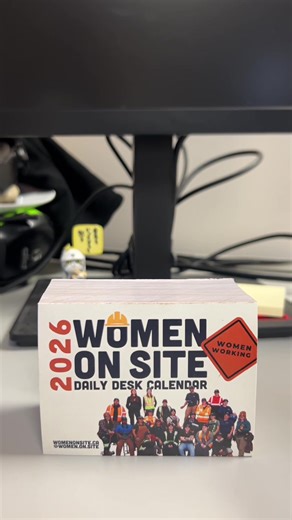 2026
WOMEN
ON SITE
DAILY DESK CALENDAR
WOMEN
WORKING
WOMENONSITE.CA
@WOMEN.ON.SITE